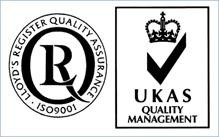 LLOYD'S REGISTER QUALITY ASSURANCE
· ISO9001 ·
LRQ
UKAS
QUALITY
MANAGEMENT